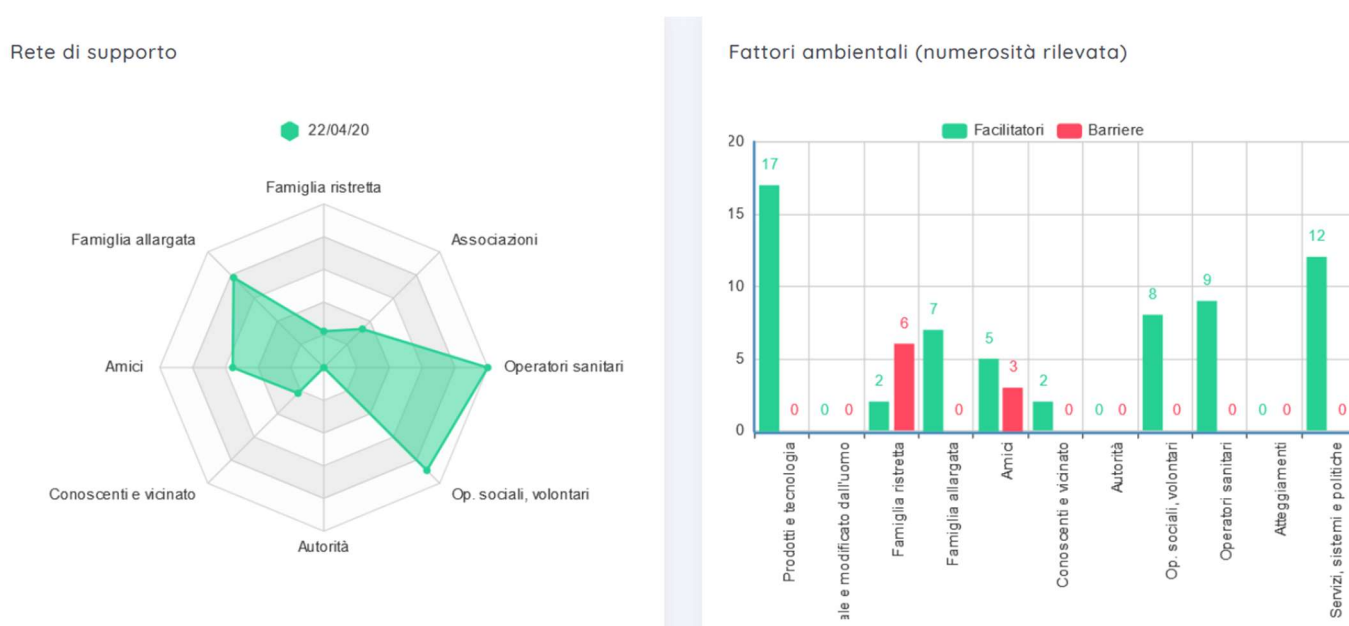 Rete di supporto
22/04/20
Famiglia ristretta
Famiglia allargata
Associazioni
Amici
Operatori sanitari
Conoscenti e vicinato
Op. sociali, volontari
Autorità
Fattori ambientali (numerosità rilevata)
Facilitatori
Barriere
20
15
10
5
0
17
0
0
0
2
6
7
0
5
3
2
0
0
0
8
0
9
0
0
0
12
0
Prodotti e tecnologia
ale e modificato dall'uomo
Famiglia ristretta
Famiglia allargata
Amici
Conoscenti e vicinato
Autorità
Op. sociali, volontari
Operatori sanitari
Atteggiamenti
Servizi, sistemi e politiche